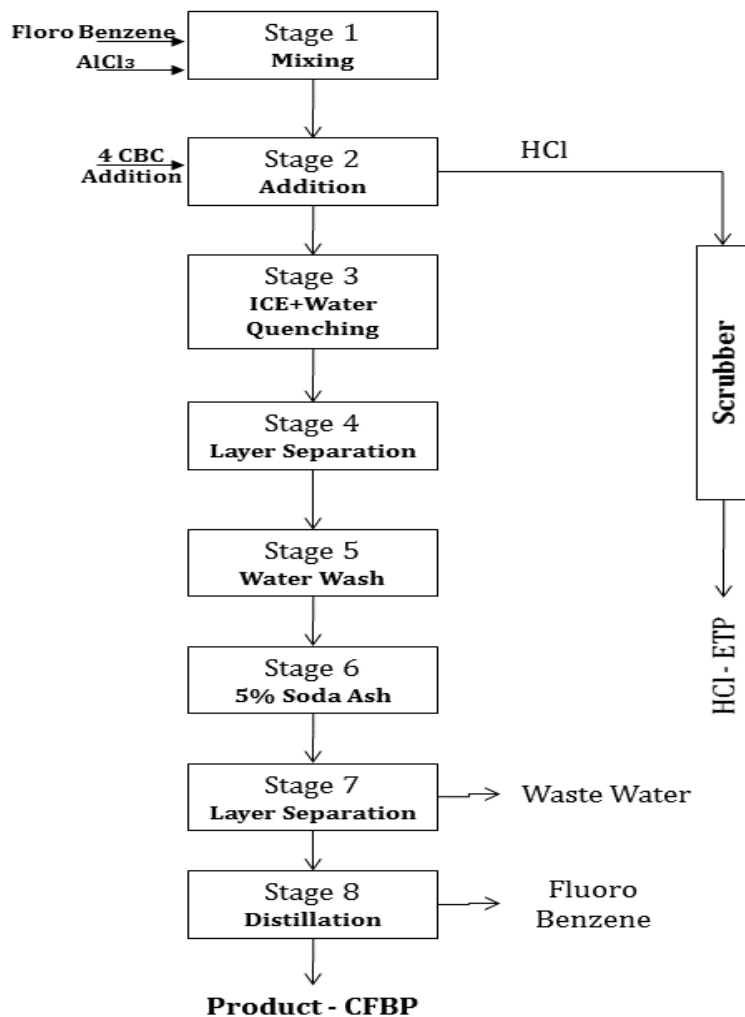 Floro Benzene
AlCl₃
Stage 1
Mixing
4 CBC
Addition
Stage 2
Addition
HCl
Stage 3
ICE+Water
Quenching
Scrubber
Stage 4
Layer Separation
Stage 5
Water Wash
HCl - ETP
Stage 6
5% Soda Ash
Stage 7
Layer Separation
Waste Water
Stage 8
Distillation
Fluoro
Benzene
Product - CFBP